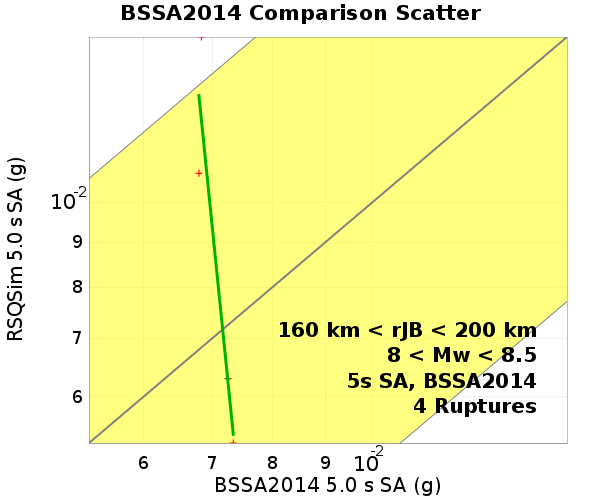 BSSA2014 Comparison Scatter
RSQSim 5.0 s SA (g)
10-2
9
8
7
6
160 km < rJB < 200 km
8 < Mw < 8.5
5s SA, BSSA2014
4 Ruptures
6 7 8 9 10-2
BSSA2014 5.0 s SA (g)